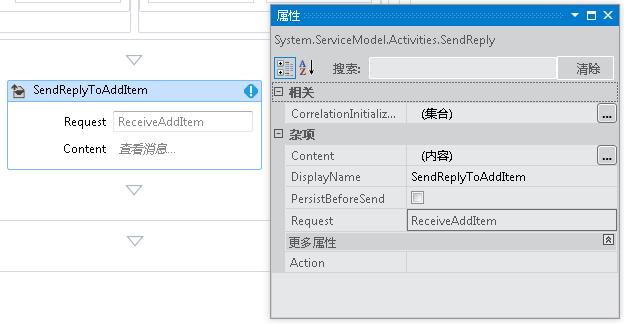 SendReplyToAddItem
Request ReceiveAddItem
Content 查看消息...
属性
System.ServiceModel.Activities.SendReply
搜索: 清除
相关
CorrelationInitializ... (集合)
杂项
Content (内容)
DisplayName SendReplyToAddItem
PersistBeforeSend
Request ReceiveAddItem
更多属性
Action